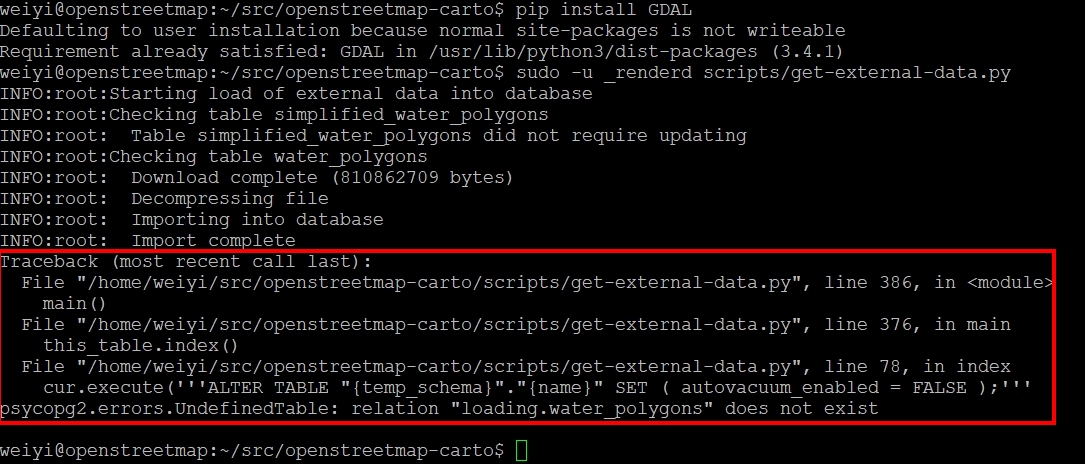 weiyi@openstreetmap:~/src/openstreetmap-carto$ pip install GDAL
Defaulting to user installation because normal site-packages is not writeable
Requirement already satisfied: GDAL in /usr/lib/python3/dist-packages (3.4.1)
weiyi@openstreetmap:~/src/openstreetmap-carto$ sudo -u _renderd scripts/get-external-data.py
INFO:root:Starting load of external data into database
INFO:root:Checking table simplified_water_polygons
INFO:root:  Table simplified_water_polygons did not require updating
INFO:root:Checking table water_polygons
INFO:root:  Download complete (810862709 bytes)
INFO:root:  Decompressing file
INFO:root:  Importing into database
INFO:root:  Import complete
Traceback (most recent call last):
  File "/home/weiyi/src/openstreetmap-carto/scripts/get-external-data.py", line 386, in <module>
    main()
  File "/home/weiyi/src/openstreetmap-carto/scripts/get-external-data.py", line 376, in main
    this_table.index()
  File "/home/weiyi/src/openstreetmap-carto/scripts/get-external-data.py", line 78, in index
    cur.execute('''ALTER TABLE "{temp_schema}"."{name}" SET ( autovacuum_enabled = FALSE );'''
psycopg2.errors.UndefinedTable: relation "loading.water_polygons" does not exist
weiyi@openstreetmap:~/src/openstreetmap-carto$